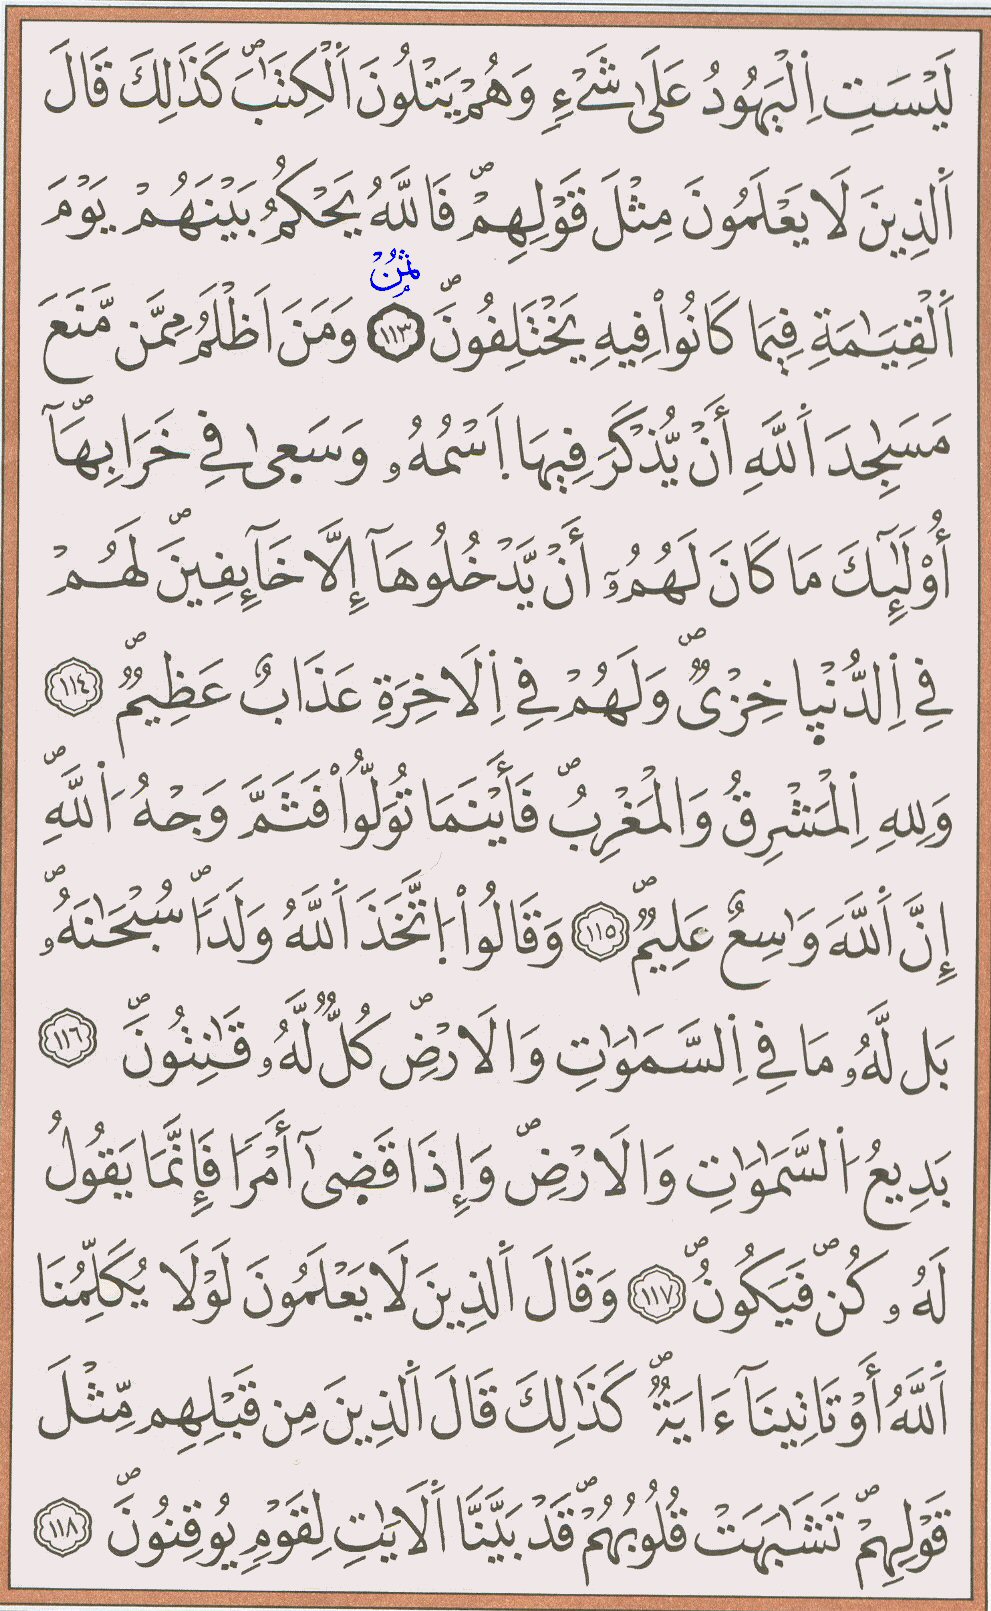 لَيْسَتِ اِ۬لْيَهُودُ عَلَىٰ شَےْءٖ وَهُمْ يَتْلُونَ اَ۬لْكِتَٰبَۖ كَذَٰلِكَ قَالَ
اَ۬لذِينَ لَا يَعْلَمُونَ مِثْلَ قَوْلِهِمْۖ فَاللَّهُ يَحْكُمُ بَيْنَهُمْ يَوْمَ
ثُمُنْ
اَ۬لْقِيَٰمَةِ فِيمَا كَانُواْ فِيهِ يَخْتَلِفُونَۖ ١١٣ وَمَنَ اَظْلَمُ مِمَّن مَّنَعَ
مَسَٰجِدَ اَ۬للَّهِ أَنْ يُّذْكَرَ فِيهَا اَ۪سْمُهُۥ وَسَع۪ىٰ فِے خَرَابِهَآۖ
أُوْلَٰٓئِكَ مَا كَانَ لَهُمُۥٓ أَنْ يَّدْخُلُوهَآ إِلَّا خَآئِفِينَۖ لَهُمْ
فِے اِ۬لدُّنْي۪ا خِزْيٞۖ وَلَهُمْ فِے اِ۬لَاخِرَةِ عَذَابٌ عَظِيمٞۖ ١١٤
وَلِلهِ اِ۬لْمَشْرِقُ وَالْمَغْرِبُۖ فَأَيْنَمَا تُوَلُّواْ فَثَمَّ وَجْهُ اُ۬للَّهِۖ
إِنَّ اَ۬للَّهَ وَٰسِعٌ عَلِيمٞۖ ١١٥ وَقَالُواْ اُ۪تَّخَذَ اَ۬للَّهُ وَلَداٗۖ سُبْحَٰنَهُۥۖ
بَل لَّهُۥ مَا فِے اِ۬لسَّمَٰوَٰتِ وَالَارْضِۖ كُلّٞ لَّهُۥ قَٰنِتُونَۖ ١١٦
بَدِيعُ اُ۬لسَّمَٰوَٰتِ وَالَارْضِۖ وَإِذَا قَض۪ىٰٓ أَمْراٗ فَإِنَّمَا يَقُولُ
لَهُۥ كُنۖ فَيَكُونُۖ ١١٧ وَقَالَ اَ۬لذِينَ لَا يَعْلَمُونَ لَوْلَا يُكَلِّمُنَا
اَ۬للَّهُ أَوْ تَاتِينَآ ءَايَةٞۖ كَذَٰلِكَ قَالَ اَ۬لذِينَ مِن قَبْلِهِم مِّثْلَ
قَوْلِهِمْۖ تَشَٰبَهَتْ قُلُوبُهُمْۖ قَدْ بَيَّنَّا اَ۬لَايَٰتِ لِقَوْمٖ يُوقِنُونَۖ ١١٨